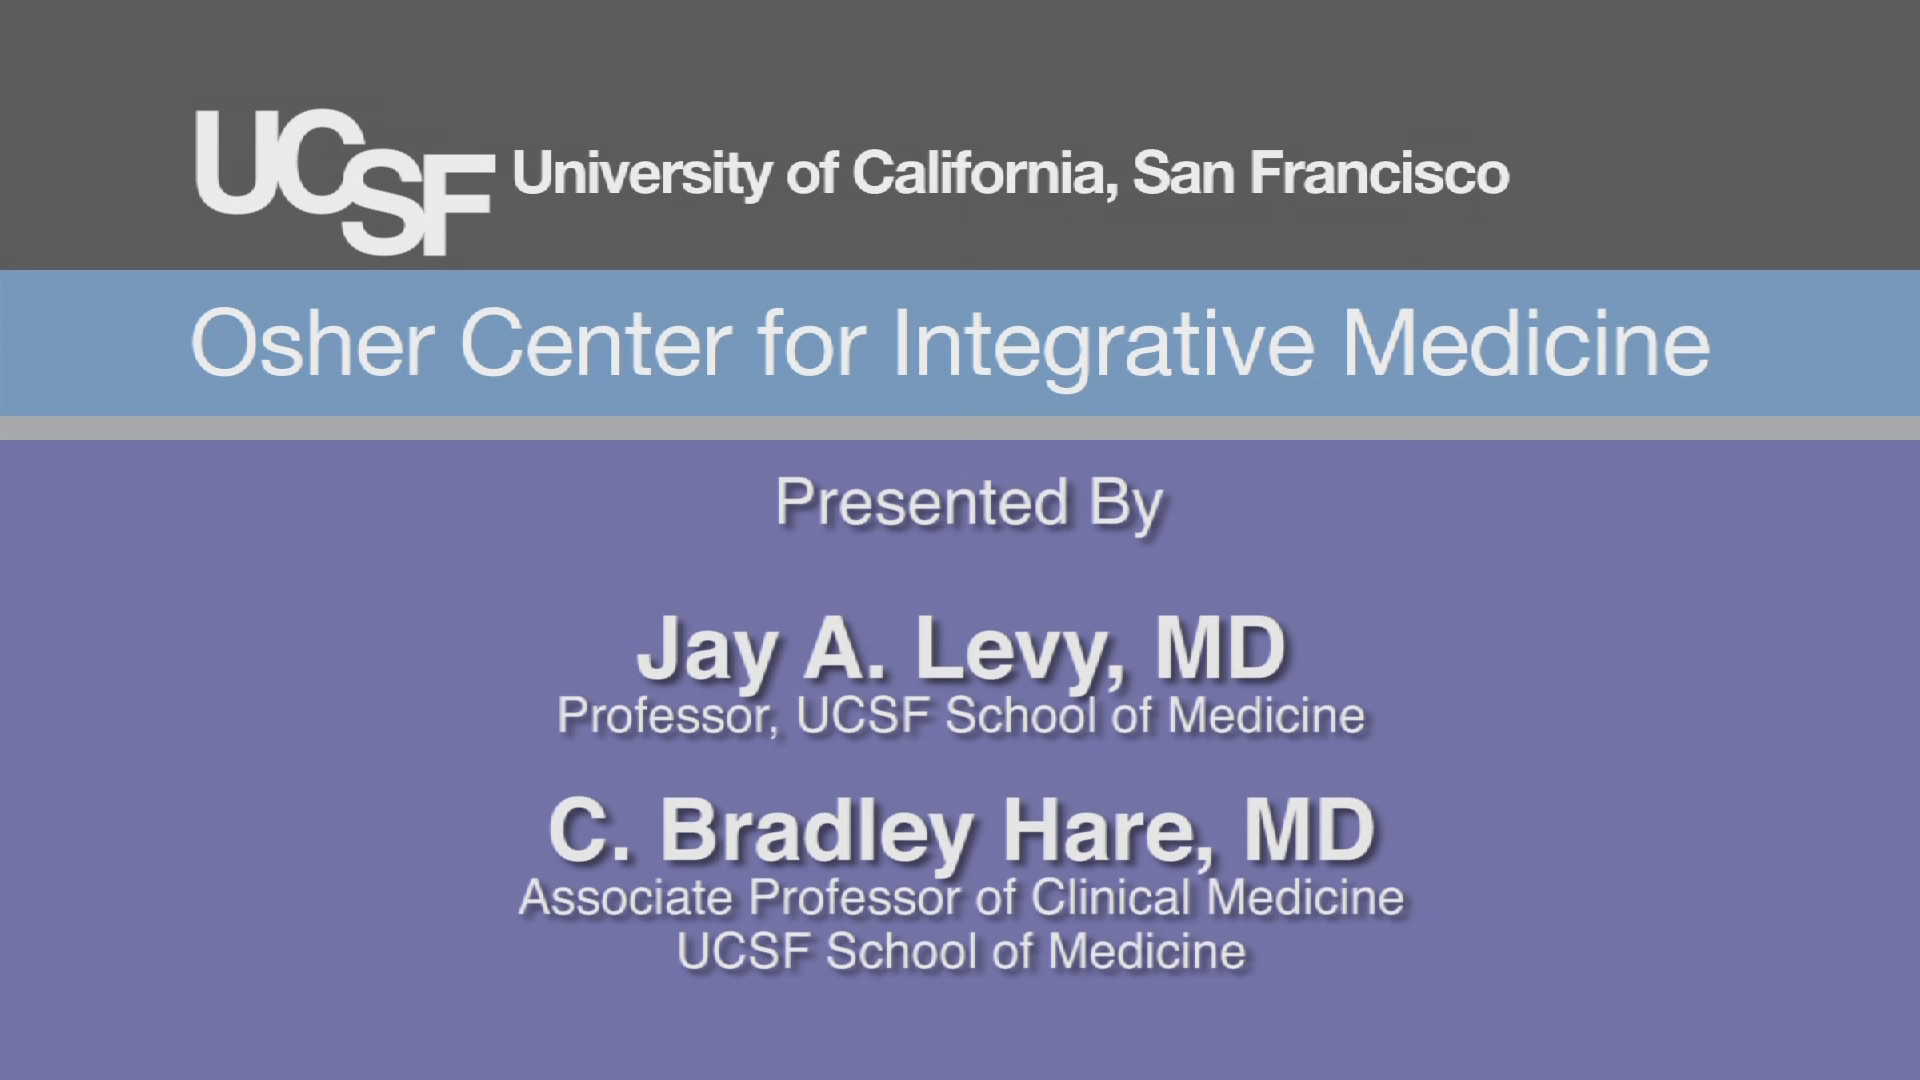 UCSF University of California, San Francisco
Osher Center for Integrative Medicine
Presented By
Jay A. Levy, MD
Professor, UCSF School of Medicine
C. Bradley Hare, MD
Associate Professor of Clinical Medicine
UCSF School of Medicine